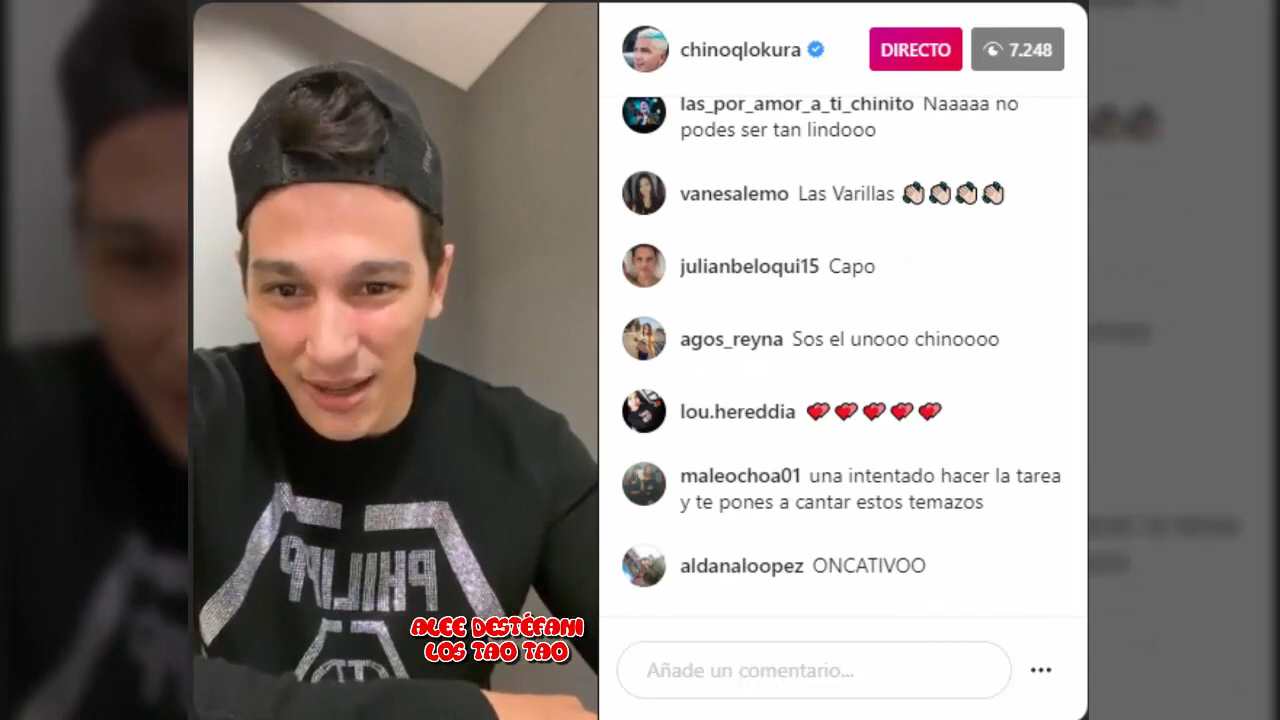 chinoqlokura
DIRECTO
7.248
las_por_amor_a_ti_chinito Naaaaa no
podes ser tan lindooo
vanesalemo Las Varillas
julianbeloqui15 Capo
agos_reyna Sos el unooo chinoooo
lou.hereddia
maleochoa01 una intentado hacer la tarea
y te pones a cantar estos temazos
aldanaloopez ONCATIVOO
Añade un comentario...
PHILIPP
ALEE DESTÉFANI
LOS TAO TAO